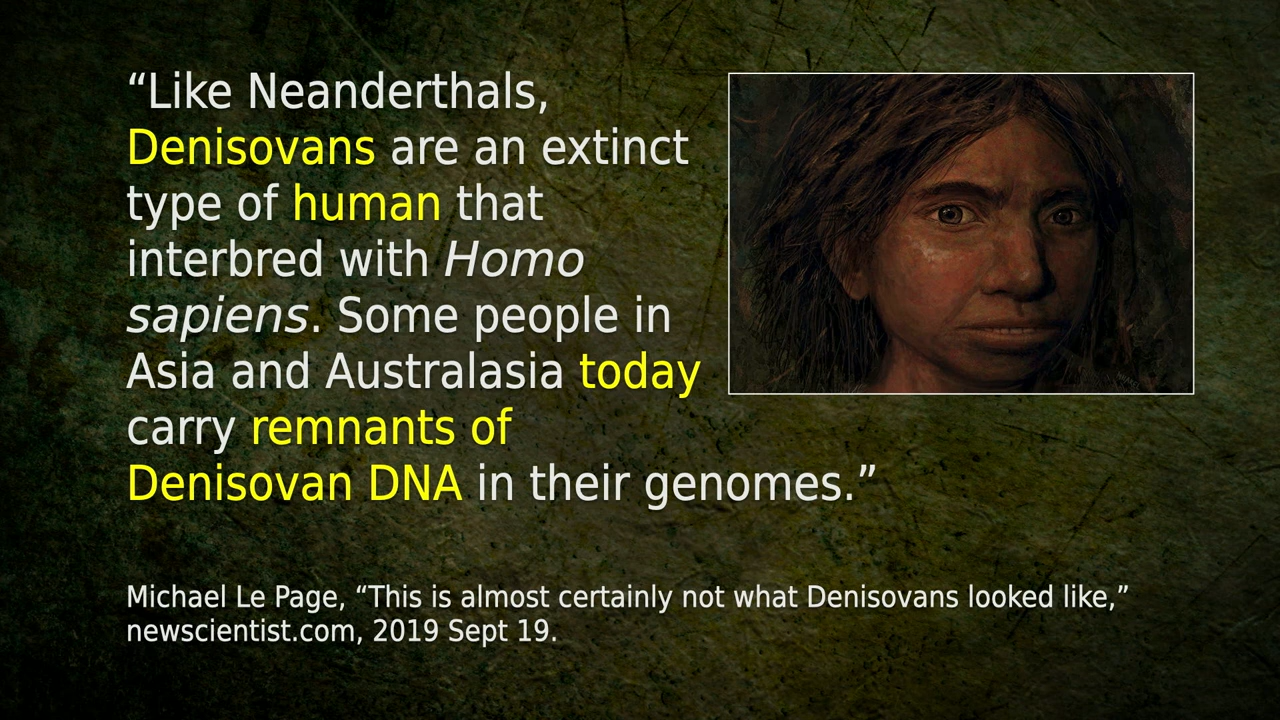 “Like Neanderthals,
Denisovans are an extinct
type of human that
interbred with Homo
sapiens. Some people in
Asia and Australasia today
carry remnants of
Denisovan DNA in their genomes.”
Michael Le Page, “This is almost certainly not what Denisovans looked like,”
newscientist.com, 2019 Sept 19.